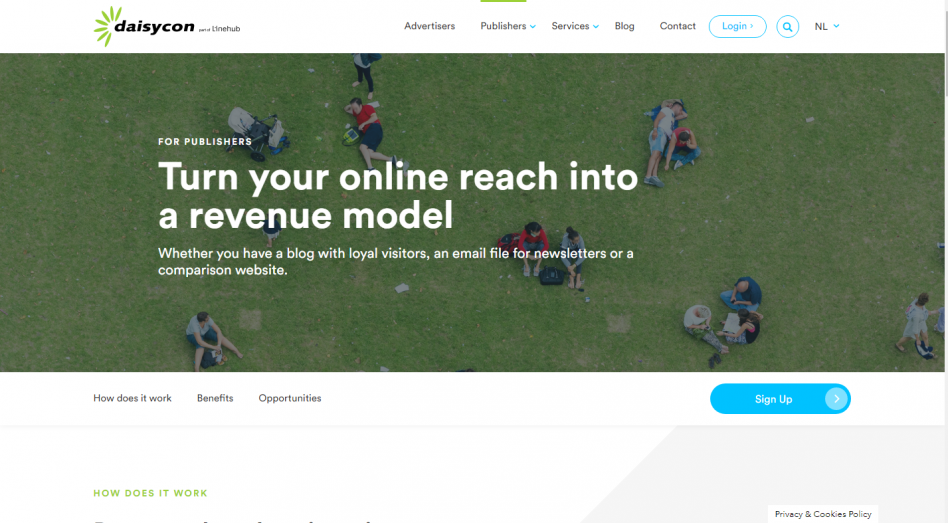 daisycon part of Linehub
Advertisers
Publishers
Services
Blog
Contact
Login
NL
FOR PUBLISHERS
Turn your online reach into
a revenue model
Whether you have a blog with loyal visitors, an email file for newsletters or a
comparison website.
How does it work
Benefits
Opportunities
Sign Up
HOW DOES IT WORK
Privacy & Cookies Policy